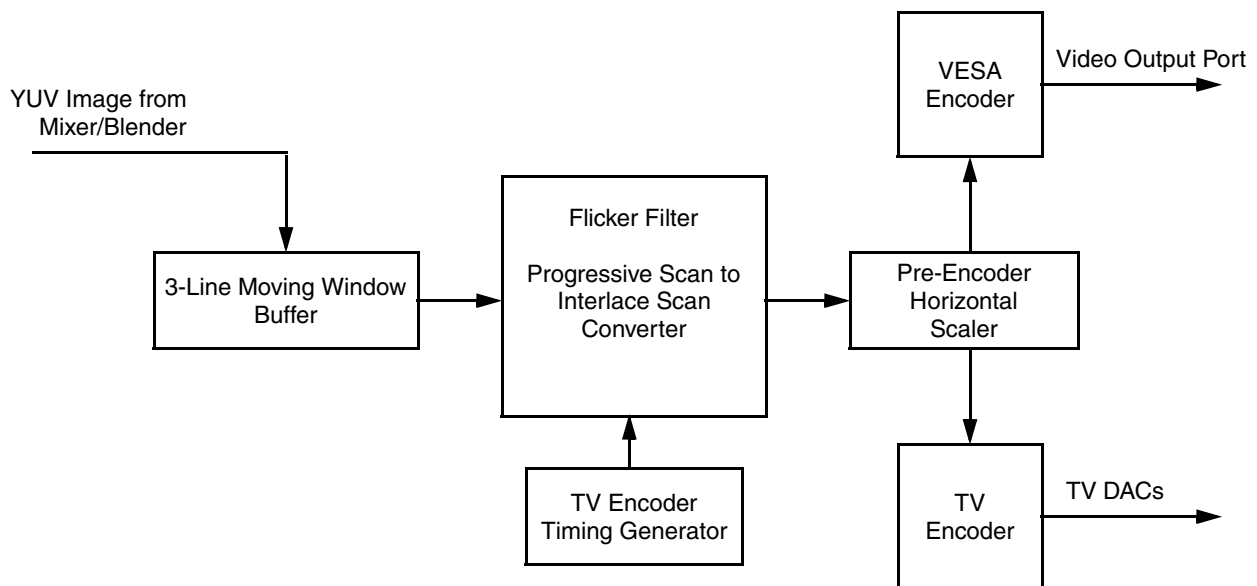 YUV Image from
Mixer/Blender
3-Line Moving Window
Buffer
Flicker Filter
Progressive Scan to
Interlace Scan
Converter
TV Encoder
Timing Generator
Pre-Encoder
Horizontal
Scaler
VESA
Encoder
Video Output Port
TV
Encoder
TV DACs